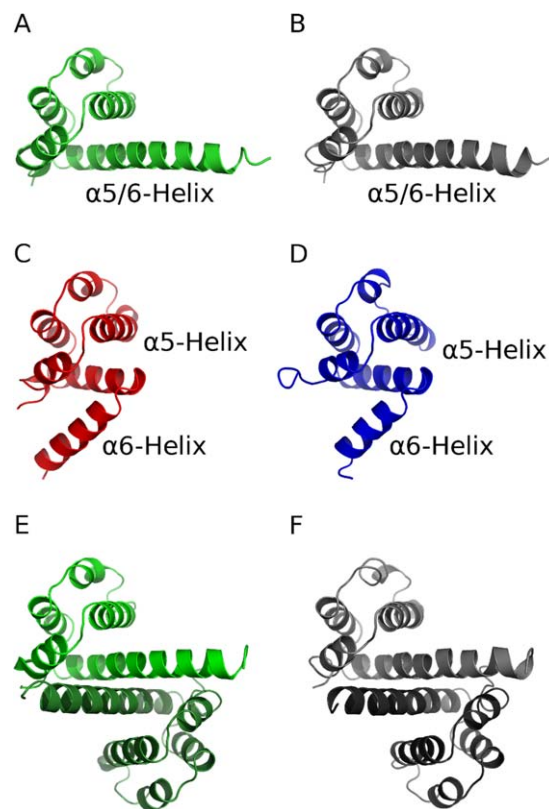 A B
α5/6-Helix α5/6-Helix
C D
α5-Helix α5-Helix
α6-Helix α6-Helix
E F